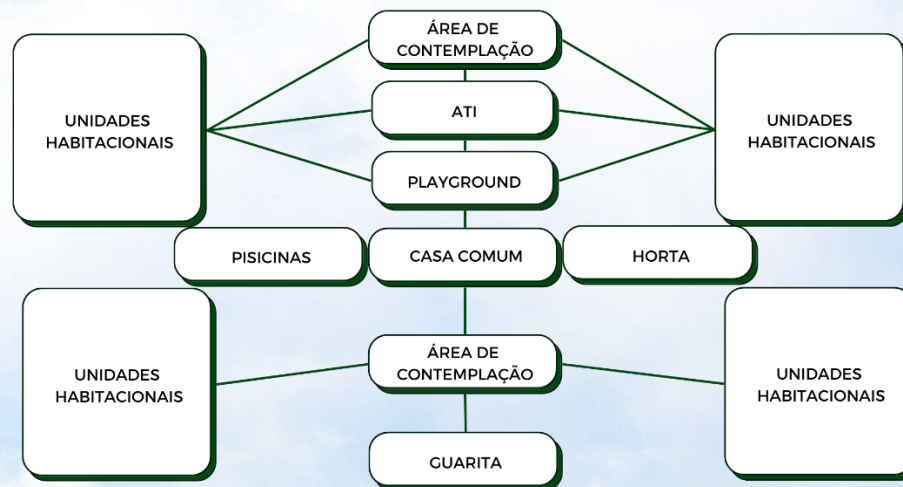 ÁREA DE
CONTEMPLAÇÃO
UNIDADES
HABITACIONAIS
ATI
UNIDADES
HABITACIONAIS
PLAYGROUND
PISICINAS
CASA COMUM
HORTA
UNIDADES
HABITACIONAIS
ÁREA DE
CONTEMPLAÇÃO
UNIDADES
HABITACIONAIS
GUARITA